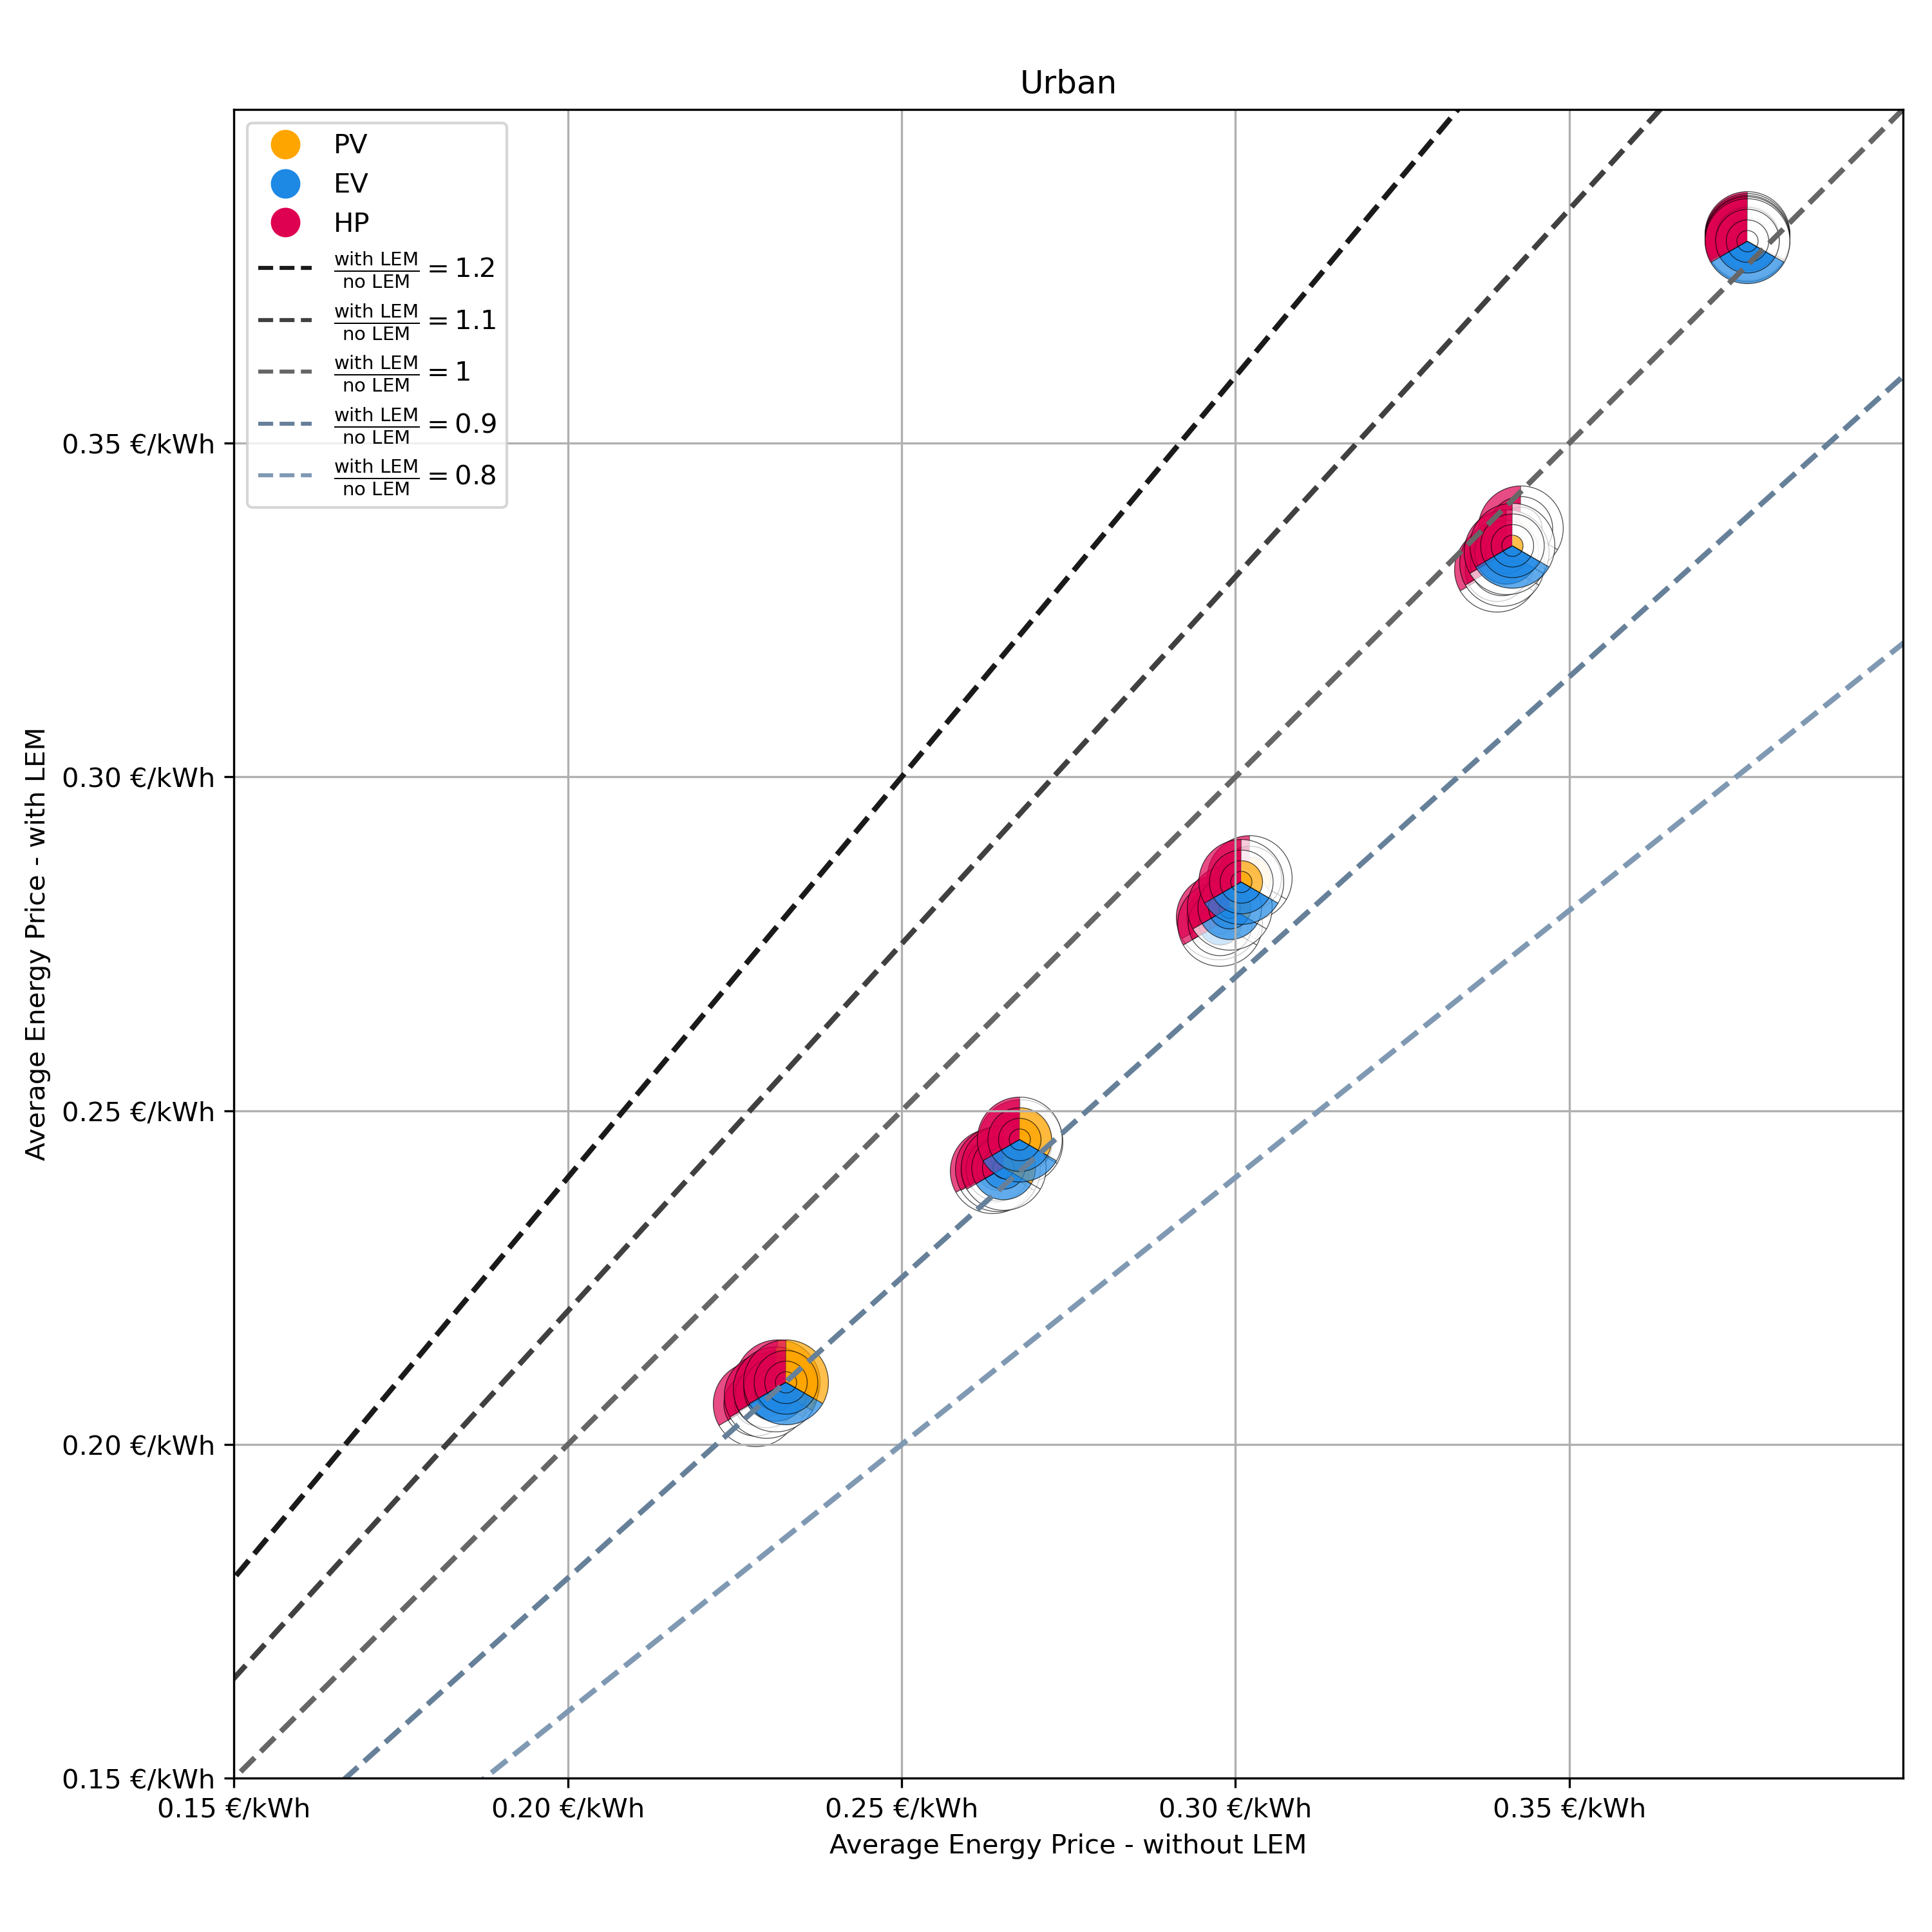 Urban
PV
EV
HP
with LEM
no LEM = 1.2
with LEM
no LEM = 1.1
with LEM
no LEM = 1
with LEM
no LEM = 0.9
with LEM
no LEM = 0.8
Average Energy Price - with LEM
0.35 €/kWh
0.30 €/kWh
0.25 €/kWh
0.20 €/kWh
0.15 €/kWh
0.15 €/kWh 0.20 €/kWh 0.25 €/kWh 0.30 €/kWh 0.35 €/kWh
Average Energy Price - without LEM